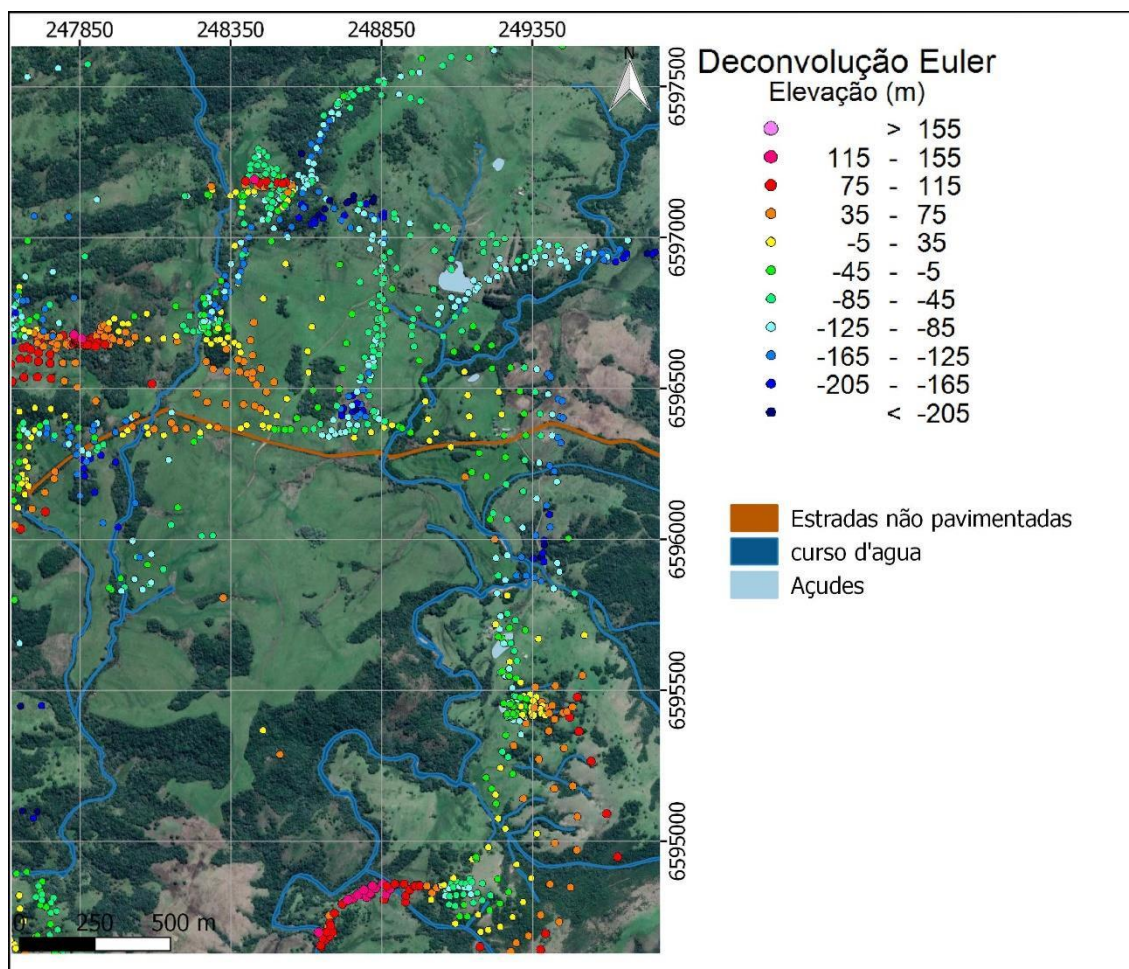 247850 248350 248850 249350
N
6597500
6597000
6596500
6596000
6595500
6595000
0 250 500 m
Deconvolução Euler
Elevação (m)
> 155
115 - 155
75 - 115
35 - 75
-5 - 35
-45 - -5
-85 - -45
-125 - -85
-165 - -125
-205 - -165
< -205
Estradas não pavimentadas
curso d'agua
Açudes